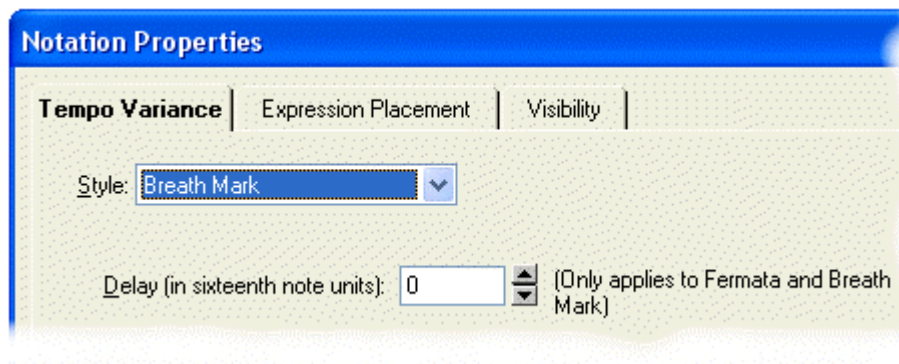 Notation Properties
Tempo Variance Expression Placement Visibility
Style: Breath Mark
Delay (in sixteenth note units): 0 (Only applies to Fermata and Breath
Mark)